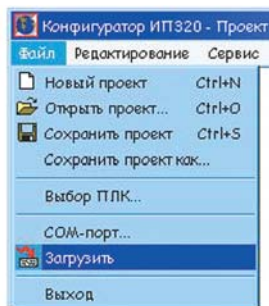 Конфигуратор ИП320 - Проект
Файл Редактирование Сервис
Новый проект Ctrl+N
Открыть проект... Ctrl+O
Сохранить проект Ctrl+S
Сохранить проект как...
Выбор ПЛК...
COM-порт...
Загрузить
Выход